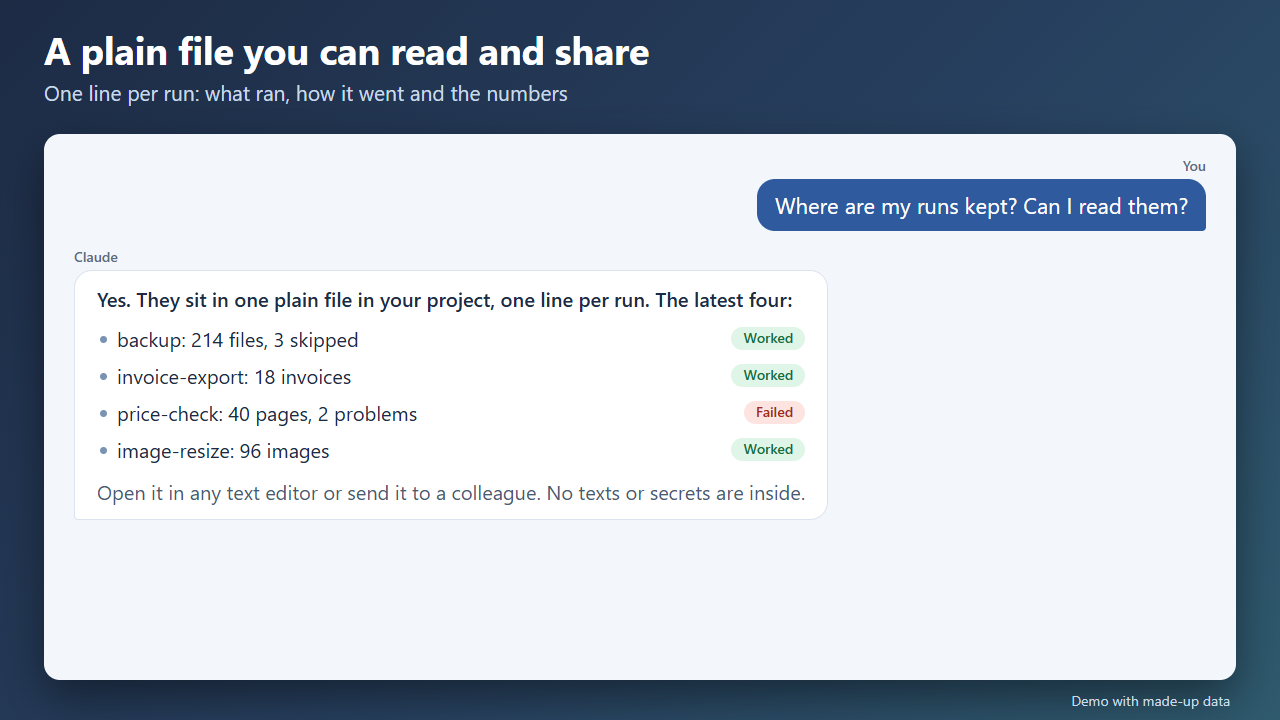 A plain file you can read and share
One line per run: what ran, how it went and the numbers
You
Where are my runs kept? Can I read them?
Claude
Yes. They sit in one plain file in your project, one line per run. The latest four:
backup: 214 files, 3 skipped Worked
invoice-export: 18 invoices Worked
price-check: 40 pages, 2 problems Failed
image-resize: 96 images Worked
Open it in any text editor or send it to a colleague. No texts or secrets are inside.
Demo with made-up data